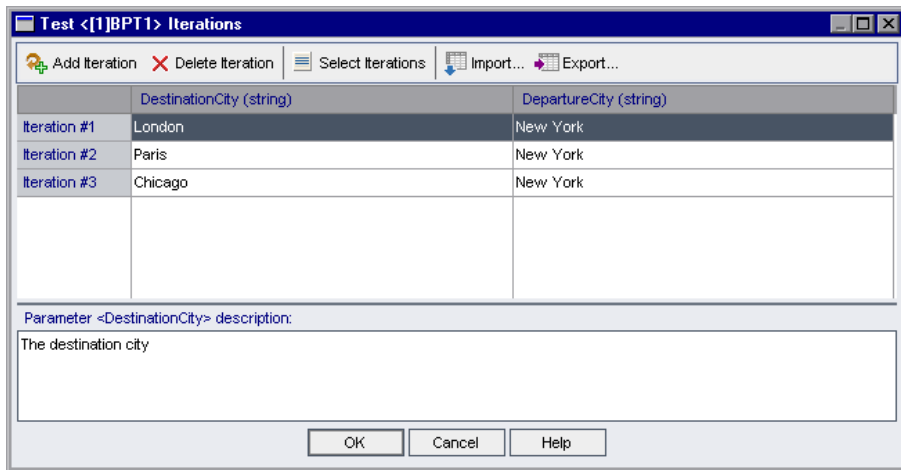 Test <[1]BPT1> Iterations
Add Iteration Delete Iteration Select Iterations Import... Export...
DestinationCity (string) DepartureCity (string)
Iteration #1 London New York
Iteration #2 Paris New York
Iteration #3 Chicago New York
Parameter <DestinationCity> description:
The destination city
OK Cancel Help